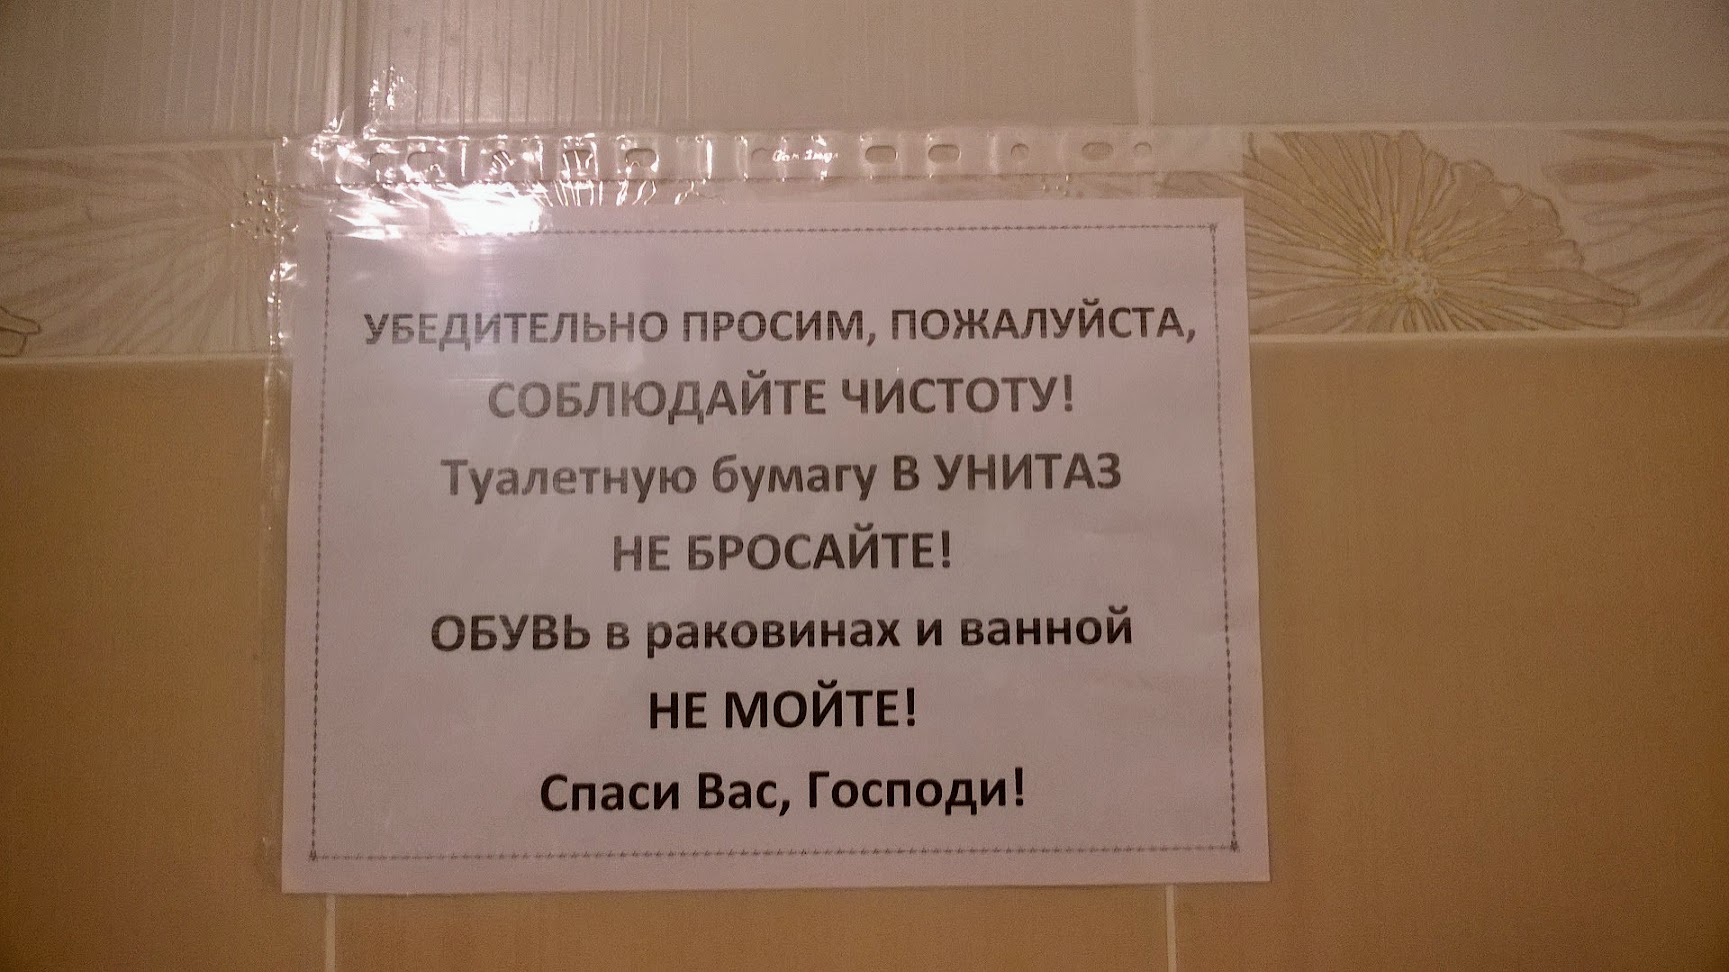 УБЕДИТЕЛЬНО ПРОСИМ, ПОЖАЛУЙСТА,
СОБЛЮДАЙТЕ ЧИСТОТУ!
Туалетную бумагу В УНИТАЗ
НЕ БРОСАЙТЕ!
ОБУВЬ в раковинах и ванной
НЕ МОЙТЕ!
Спаси Вас, Господи!